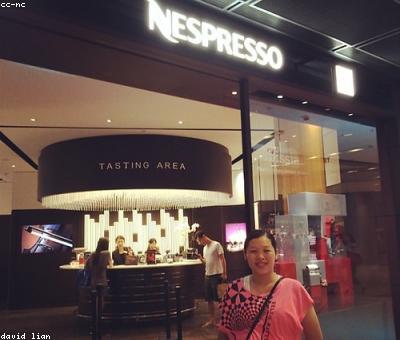 cc-nc
NESPRESSO
TASTING AREA
david lian